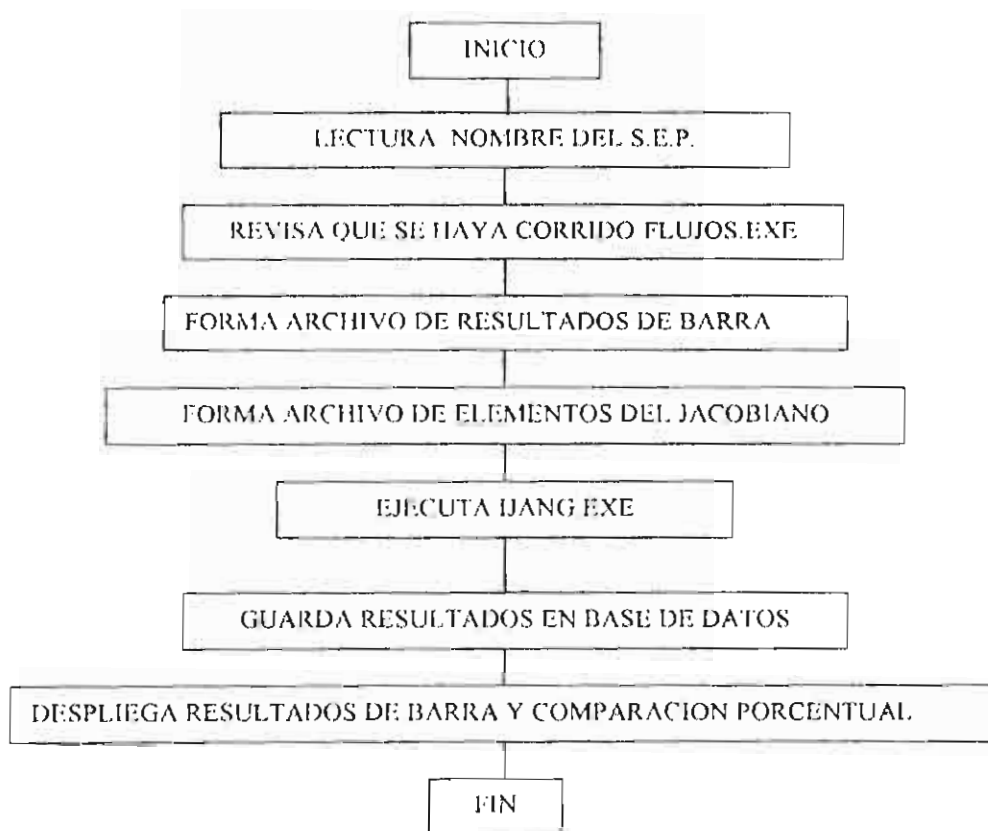 INICIO
LECTURA NOMBRE DEL S.E.P.
REVISA QUE SE HAYA CORRIDO FLUJOS.EXE
FORMA ARCHIVO DE RESULTADOS DE BARRA
FORMA ARCHIVO DE ELEMENTOS DEL JACOBIANO
EJECUTA IJANG.EXE
GUARDA RESULTADOS EN BASE DE DATOS
DESPLIEGA RESULTADOS DE BARRA Y COMPARACION PORCENTUAL
FIN